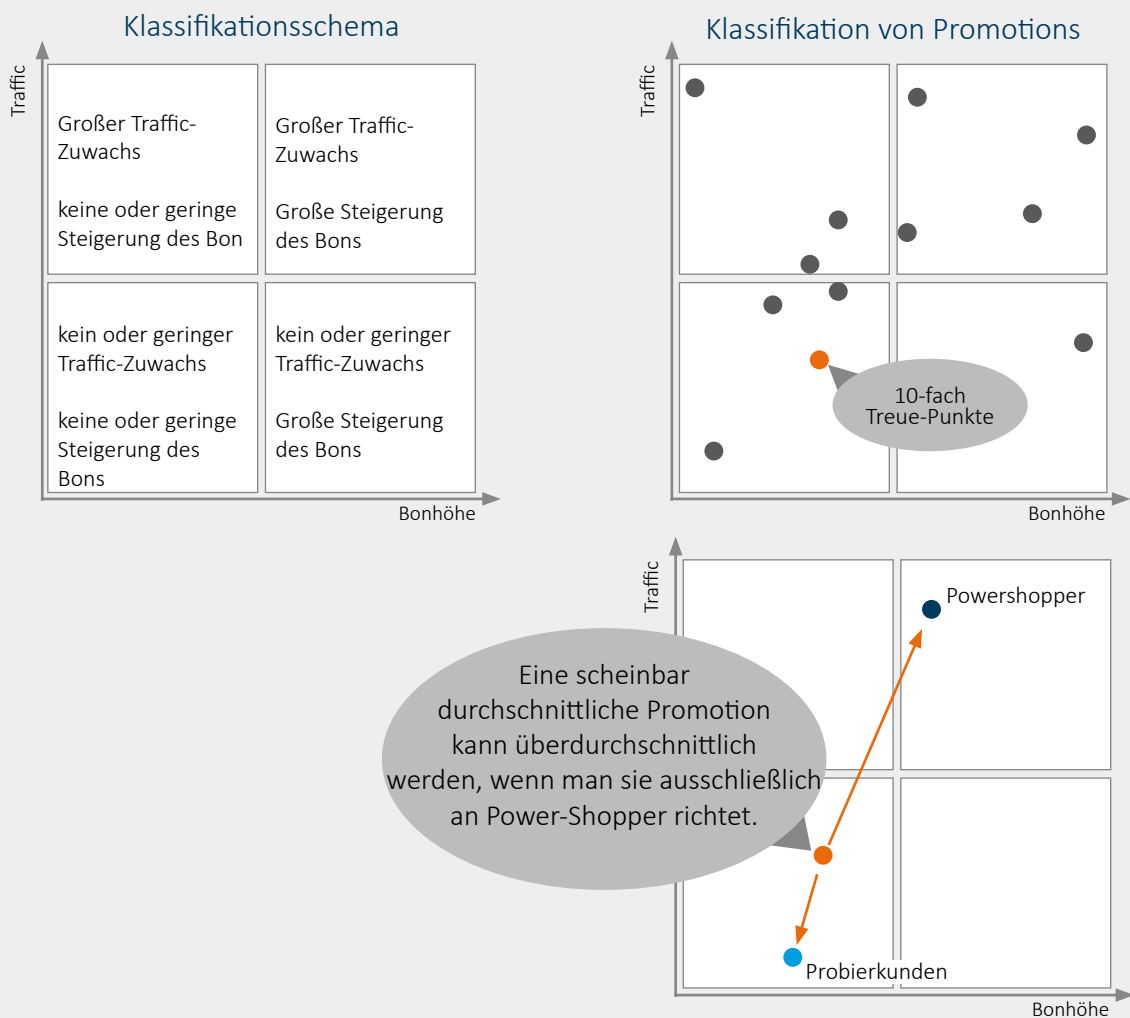 Klassifikationsschema
Traffic
Großer Traffic-
Zuwachs
keine oder geringe
Steigerung des Bon
Großer Traffic-
Zuwachs
Große Steigerung
des Bons
kein oder geringer
Traffic-Zuwachs
keine oder geringe
Steigerung des
Bons
kein oder geringer
Traffic-Zuwachs
Große Steigerung
des Bons
Bonhöhe
Klassifikation von Promotions
Traffic
10-fach
Treue-Punkte
Bonhöhe
Traffic
Powershopper
Eine scheinbar
durchschnittliche Promotion
kann überdurchschnittlich
werden, wenn man sie ausschließlich
an Power-Shopper richtet.
Probierkunden
Bonhöhe